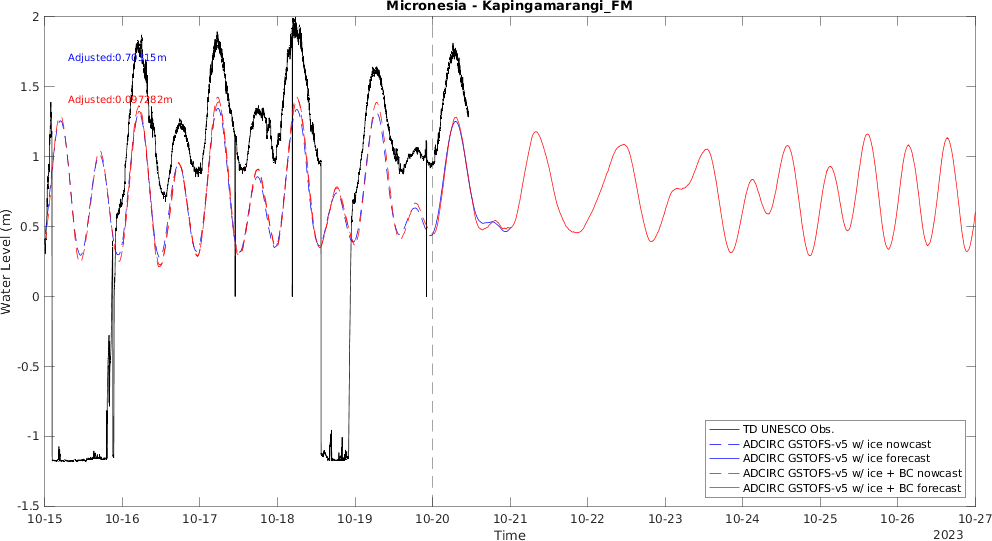 Micronesia - Kapingamarangi_FM
2
1.5
1
0.5
0
-0.5
-1
-1.5
Water Level (m)
Adjusted:0.70515m
Adjusted:0.097282m
TD UNESCO Obs.
ADCIRC GSTOFS-v5 w/ ice nowcast
ADCIRC GSTOFS-v5 w/ ice forecast
ADCIRC GSTOFS-v5 w/ ice + BC nowcast
ADCIRC GSTOFS-v5 w/ ice + BC forecast
10-15 10-16 10-17 10-18 10-19 10-20 10-21 10-22 10-23 10-24 10-25 10-26 10-27
Time
2023